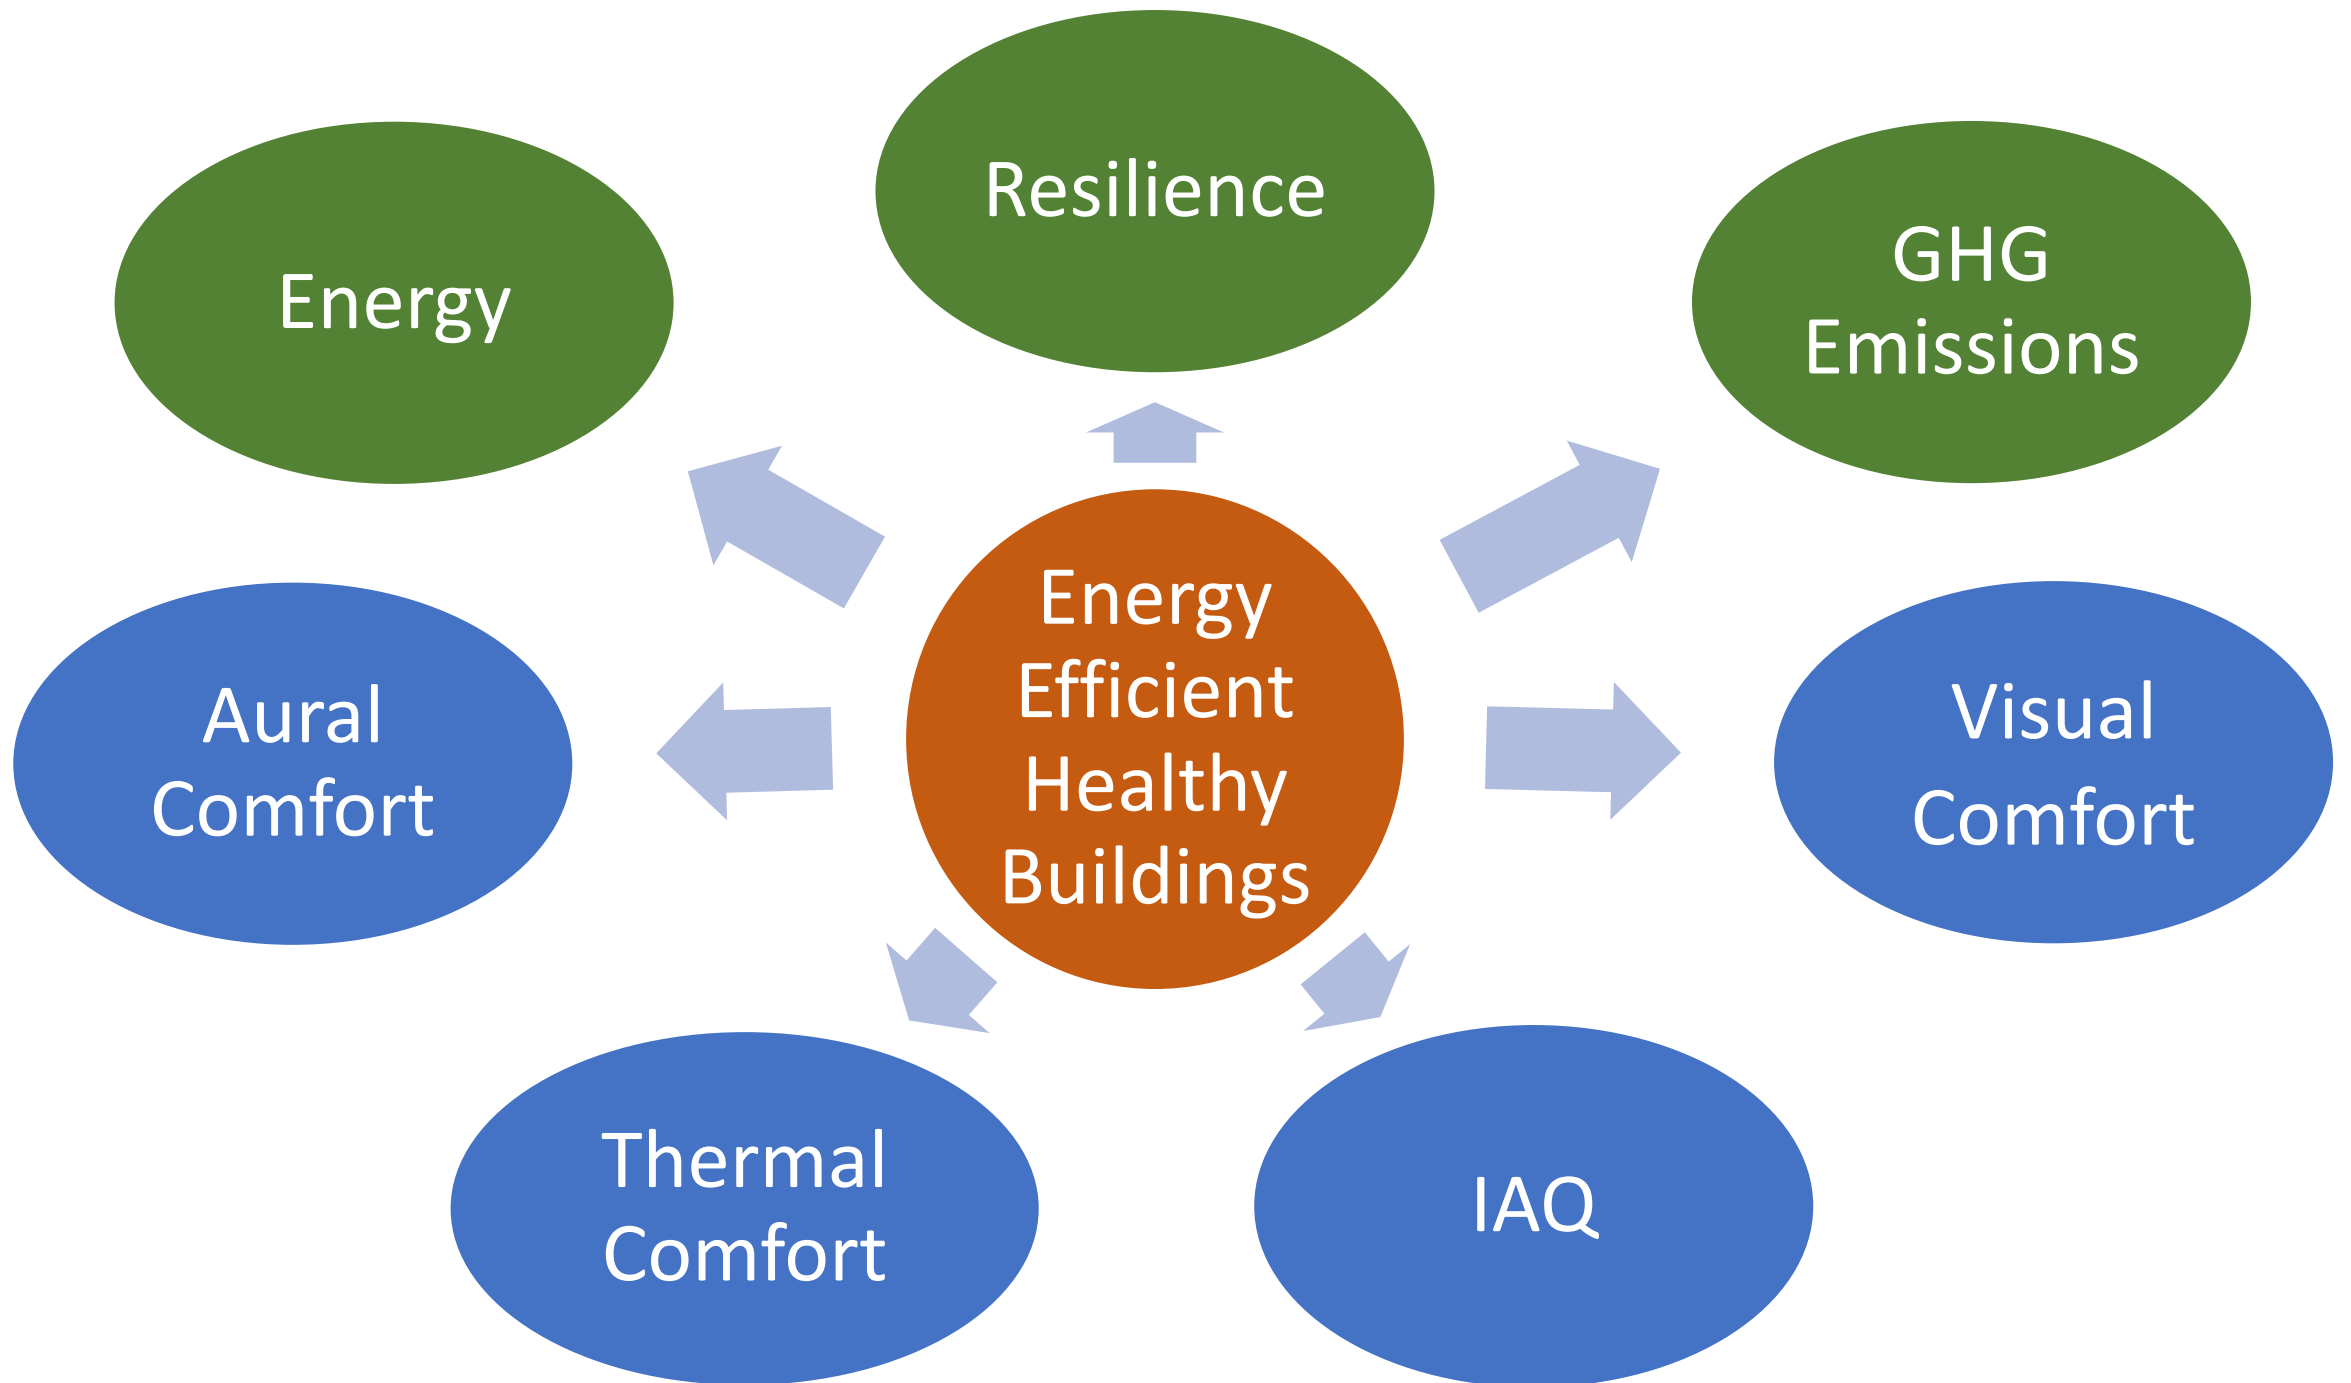 Resilience
Energy
GHG
Emissions
Energy
Efficient
Healthy
Buildings
Aural
Comfort
Visual
Comfort
Thermal
Comfort
IAQ